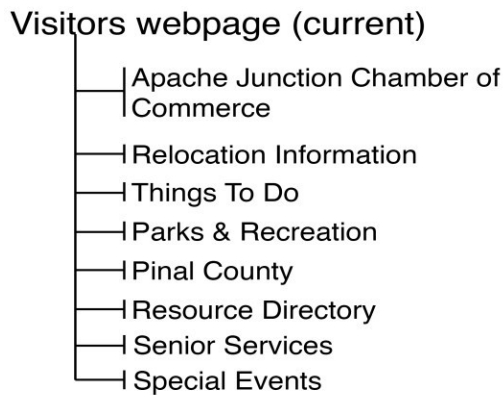 Visitors webpage (current)
Apache Junction Chamber of
Commerce
Relocation Information
Things To Do
Parks & Recreation
Pinal County
Resource Directory
Senior Services
Special Events